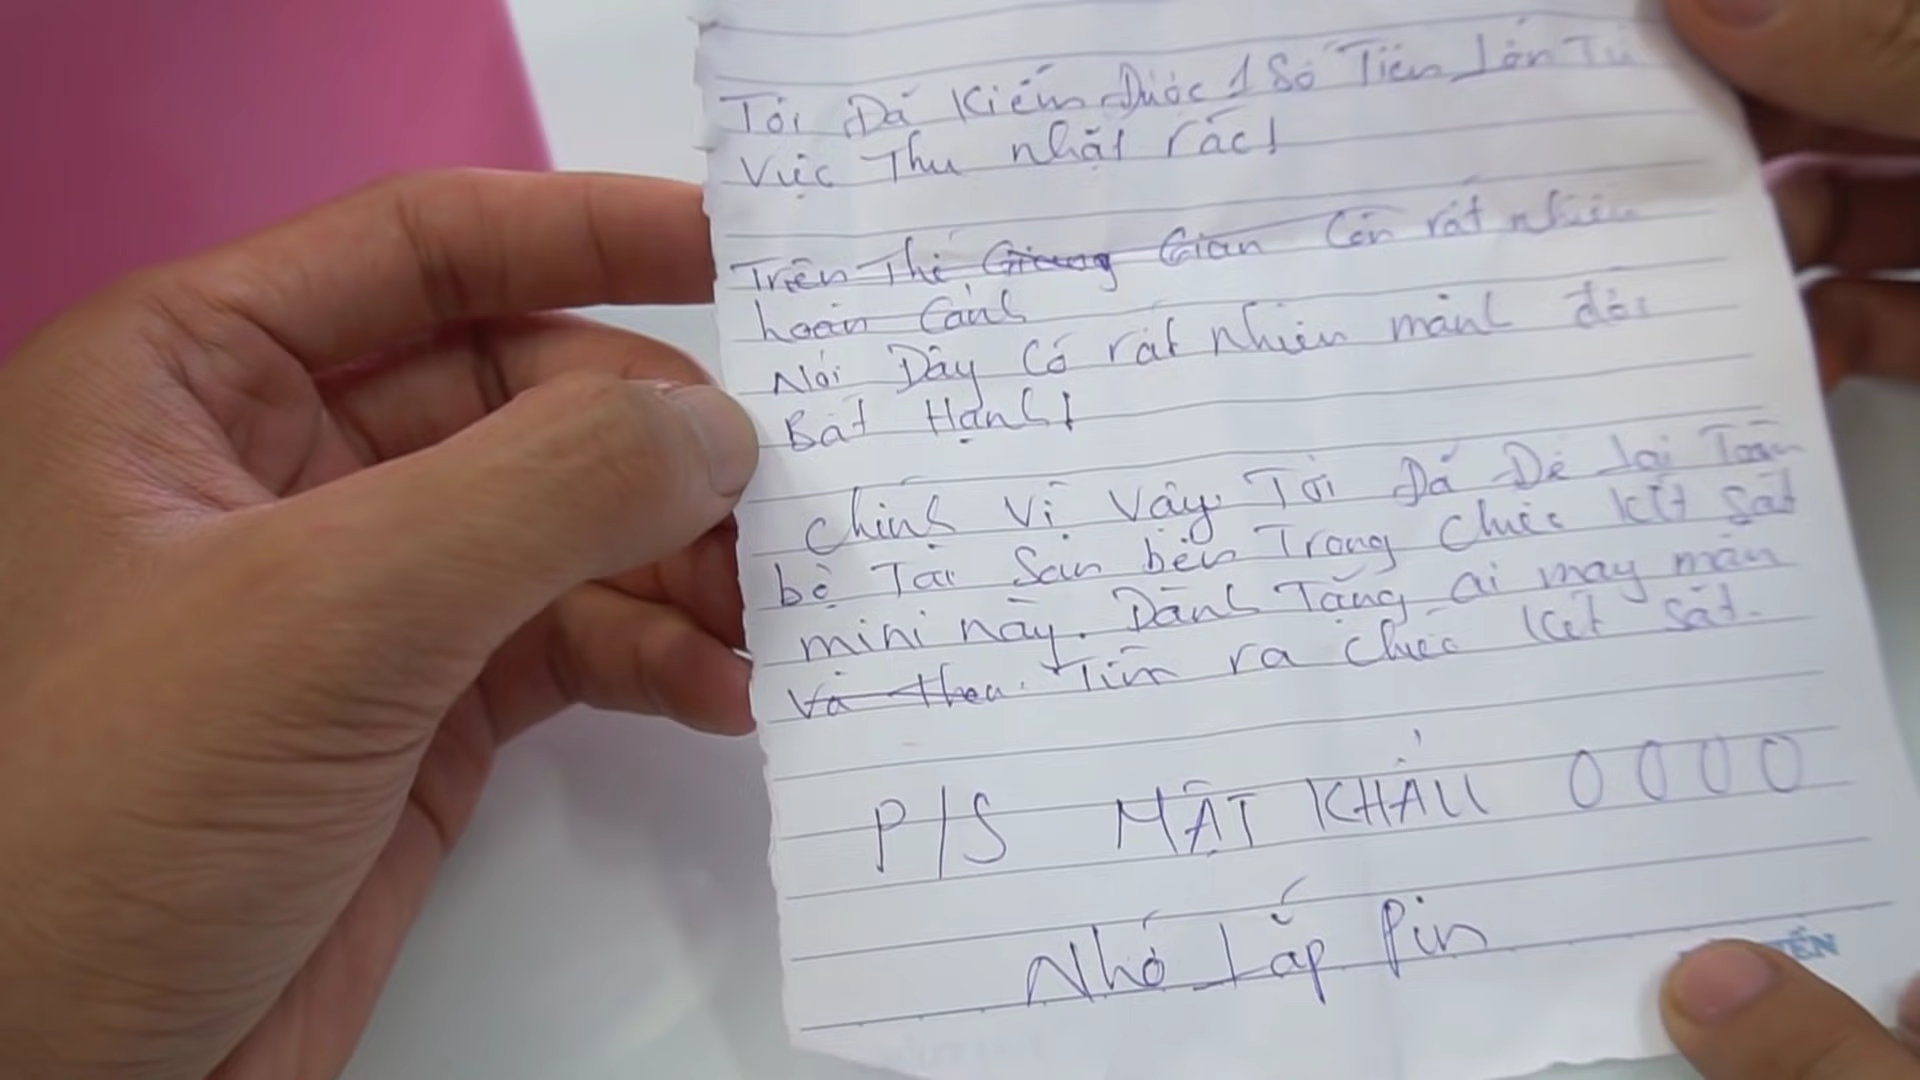 Tôi Đã Kiếm Được 1 Số Tiền Lớn Từ
Việc Thu nhặt rác!
Trên Thế Giang Gian Còn rất nhiều
hoàn Cảnh
Nơi Đây Có rất nhiều mảnh đời
Bất Hạnh!
Chính Vì Vậy Tôi Đã Để lại Toàn
bộ Tài Sản bên Trong Chiếc két sắt
mini này. Dành Tặng ai may mắn
Và theo. Tìm ra chiếc két sắt.
P/S MẬT KHẨU 0000
Nhớ Lắp Pin